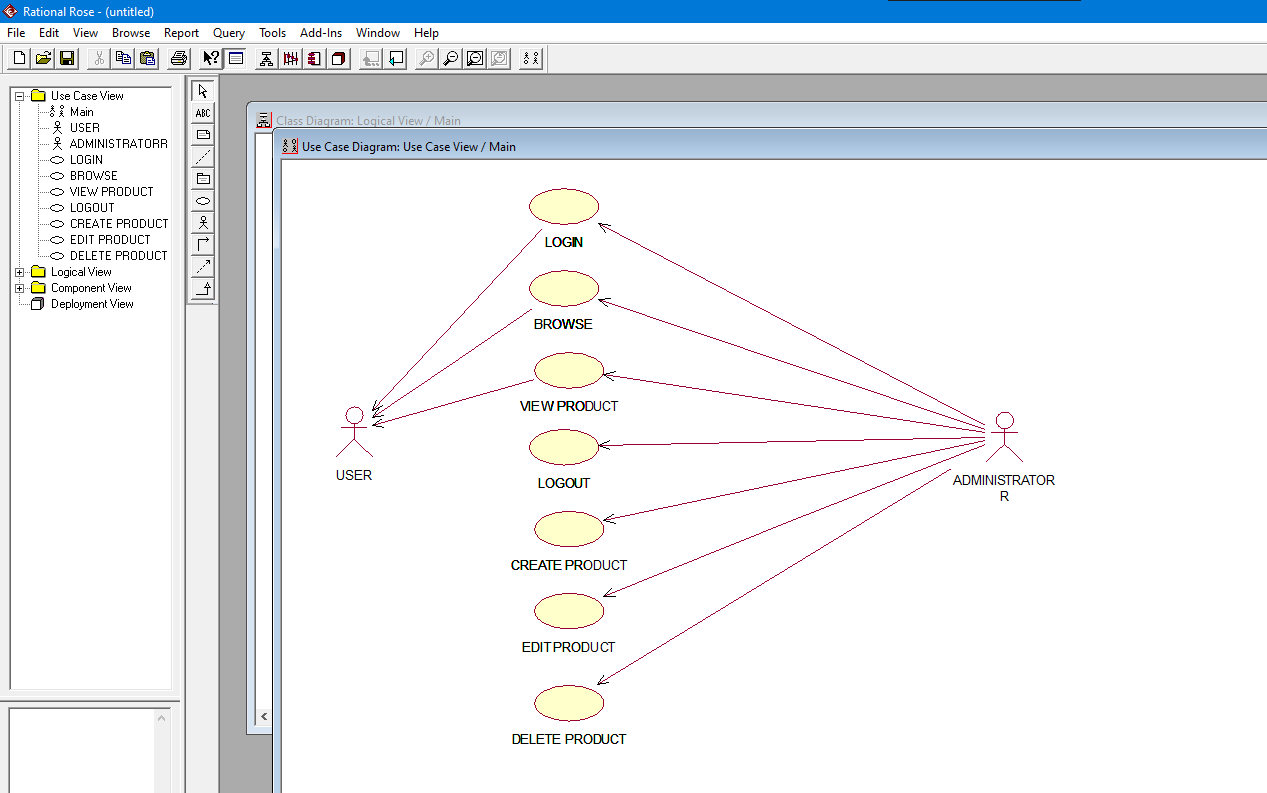 Rational Rose - (untitled)
File Edit View Browse Report Query Tools Add-Ins Window Help
Use Case View
Main
USER
ADMINISTRATORR
LOGIN
BROWSE
VIEW PRODUCT
LOGOUT
CREATE PRODUCT
EDIT PRODUCT
DELETE PRODUCT
Logical View
Component View
Deployment View
ABC
Class Diagram: Logical View / Main
Use Case Diagram: Use Case View / Main
LOGIN
BROWSE
VIEW PRODUCT
USER
LOGOUT
ADMINISTRATOR
R
CREATE PRODUCT
EDIT PRODUCT
DELETE PRODUCT